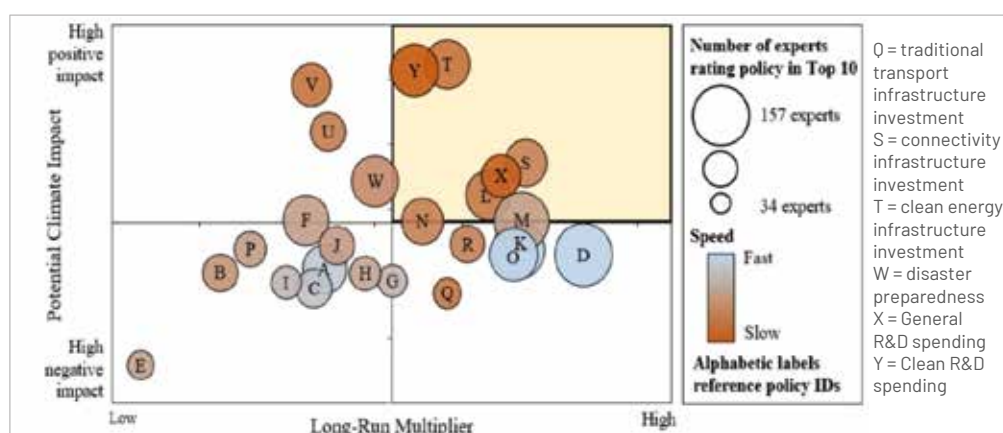 High
positive
impact
Potential Climate Impact
High
negative
impact
V
U
W
Y
T
S
X
L
F
N
M
P
J
R
K
O
D
B
A
I
C
H
G
Q
E
Low
Long-Run Multiplier
High
Number of experts
rating policy in Top 10
157 experts
34 experts
Speed
Fast
Slow
Alphabetic labels
reference policy IDs
Q = traditional
transport
infrastructure
investment
S = connectivity
infrastructure
investment
T = clean energy
infrastructure
investment
W = disaster
preparedness
X = General
R&D spending
Y = Clean R&D
spending